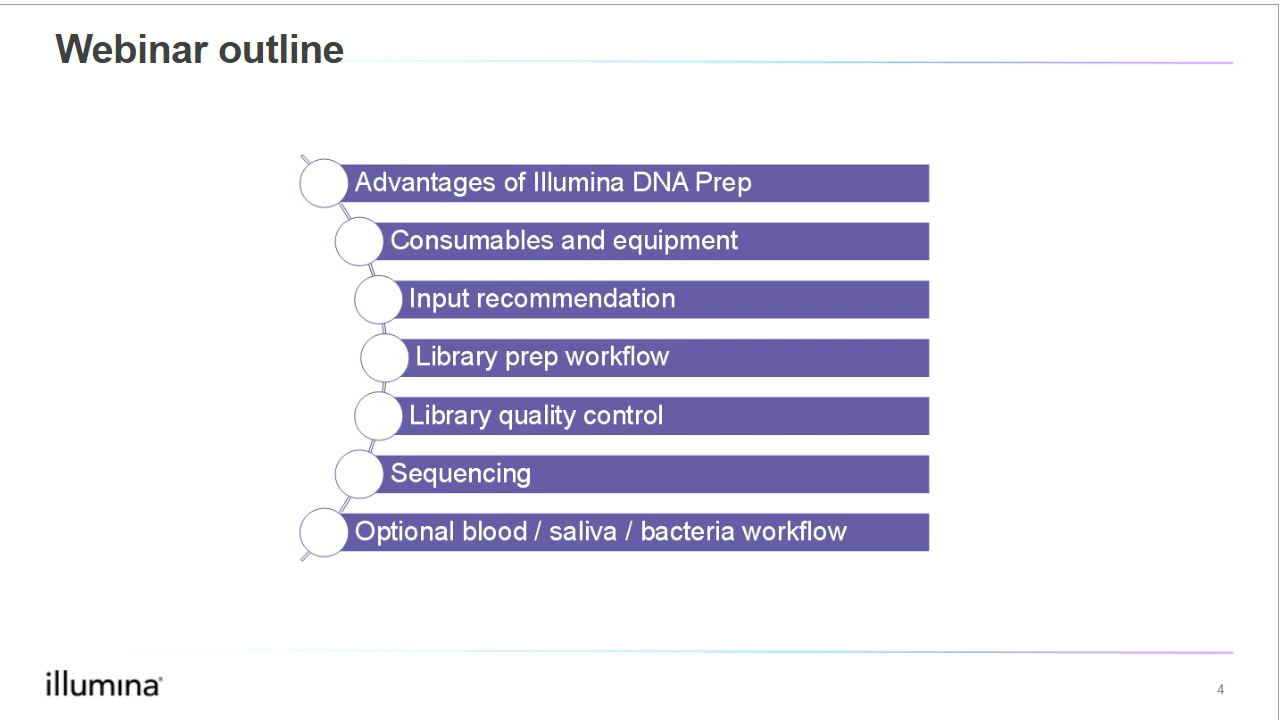 Webinar outline
Advantages of Illumina DNA Prep
Consumables and equipment
Input recommendation
Library prep workflow
Library quality control
Sequencing
Optional blood / saliva / bacteria workflow
illumina®
4